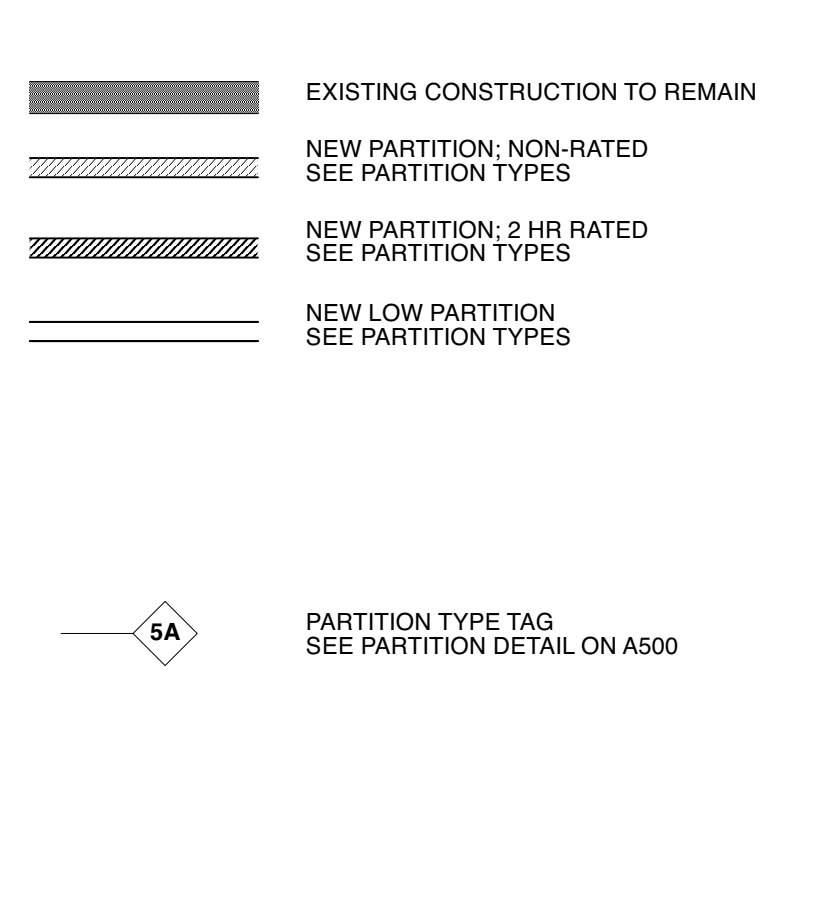 EXISTING CONSTRUCTION TO REMAIN
NEW PARTITION; NON-RATED
SEE PARTITION TYPES
NEW PARTITION; 2 HR RATED
SEE PARTITION TYPES
NEW LOW PARTITION
SEE PARTITION TYPES
5A
PARTITION TYPE TAG
SEE PARTITION DETAIL ON A500